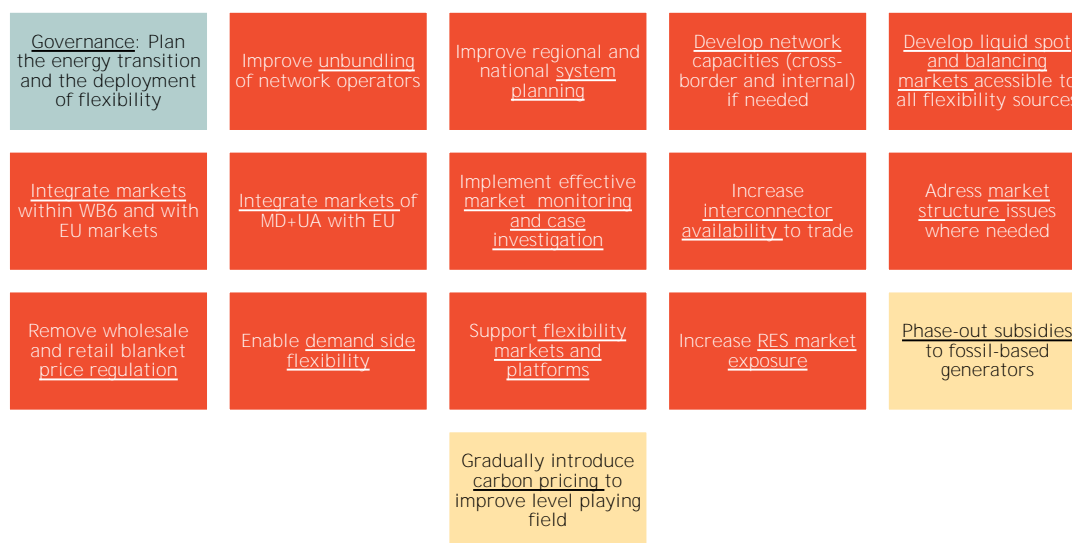 Governance: Plan
the energy transition
and the deployment
of flexibility
Improve unbundling
of network operators
Improve regional and
national system
planning
Develop network
capacities (cross-
border and internal)
if needed
Develop liquid spot
and balancing
markets acessible to
all flexibility sources
Integrate markets
within WB6 and with
EU markets
Integrate markets of
MD+UA with EU
Implement effective
market monitoring
and case
investigation
Increase
interconnector
availability to trade
Adress market
structure issues
where needed
Remove wholesale
and retail blanket
price regulation
Enable demand side
flexibility
Support flexibility
markets and
platforms
Increase RES market
exposure
Phase-out subsidies
to fossil-based
generators
Gradually introduce
carbon pricing to
improve level playing
field